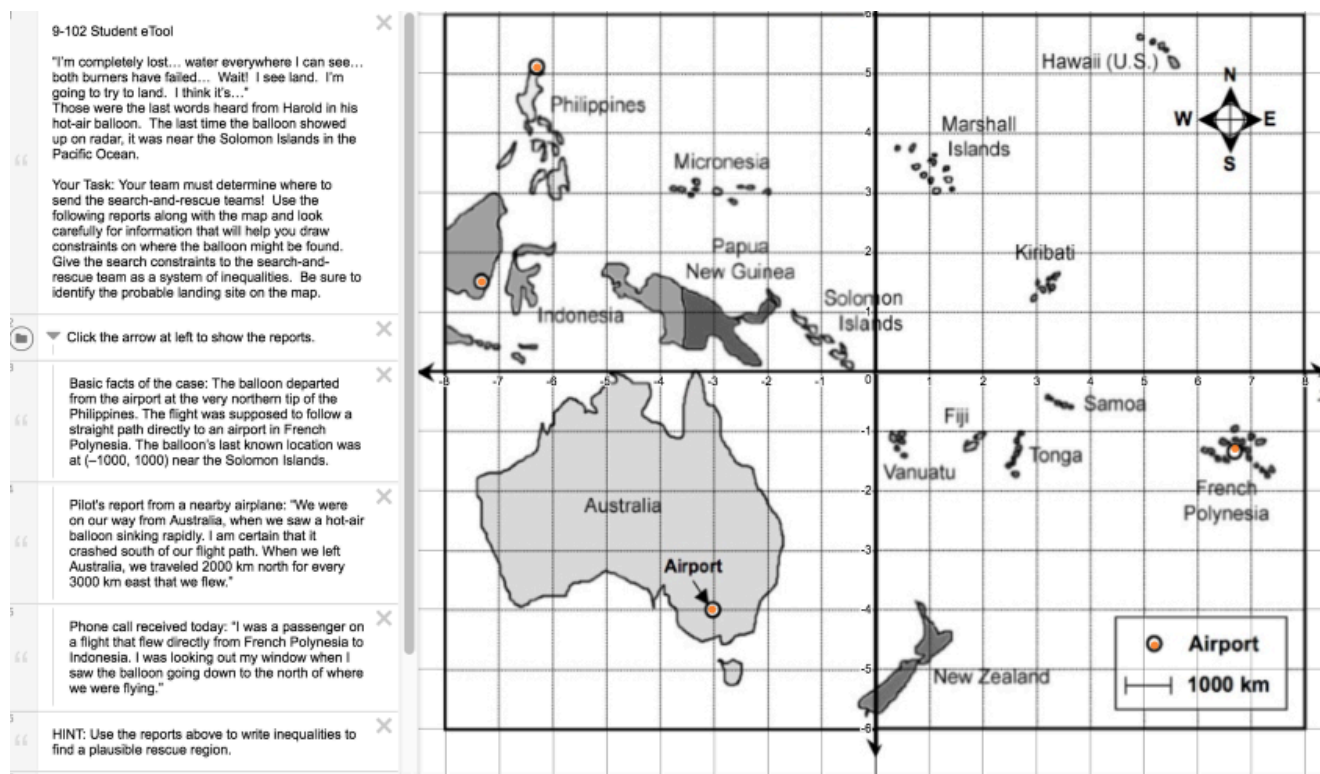 9-102 Student eTool
"I'm completely lost... water everywhere I can see...
both burners have failed... Wait! I see land. I'm
going to try to land. I think it's..."
Those were the last words heard from Harold in his
hot-air balloon. The last time the balloon showed
up on radar, it was near the Solomon Islands in the
Pacific Ocean.
Your Task: Your team must determine where to
send the search-and-rescue teams! Use the
following reports along with the map and look
carefully for information that will help you draw
constraints on where the balloon might be found.
Give the search constraints to the search-and-
rescue team as a system of inequalities. Be sure to
identify the probable landing site on the map.
Click the arrow at left to show the reports.
Basic facts of the case: The balloon departed
from the airport at the very northern tip of the
Philippines. The flight was supposed to follow a
straight path directly to an airport in French
Polynesia. The balloon's last known location was
at (–1000, 1000) near the Solomon Islands.
Pilot's report from a nearby airplane: "We were
on our way from Australia, when we saw a hot-air
balloon sinking rapidly. I am certain that it
crashed south of our flight path. When we left
Australia, we traveled 2000 km north for every
3000 km east that we flew."
Phone call received today: "I was a passenger on
a flight that flew directly from French Polynesia to
Indonesia. I was looking out my window when I
saw the balloon going down to the north of where
we were flying."
HINT: Use the reports above to write inequalities to
find a plausible rescue region.
Hawaii (U.S.)
N
W E
S
5
Philippines
4
Marshall
Islands
Micronesia
3
Kiribati
2
Papua
New Guinea
Solomon
Islands
1
Indonesia
-8 -7 -6 -5 -4 -3 -2 -1 0 1 2 3 4 5 6 7 8
Samoa
Fiji
-1
Vanuatu
Tonga
French
Polynesia
-2
Australia
-3
Airport
-4
-5
New Zealand
Airport
1000 km
-6